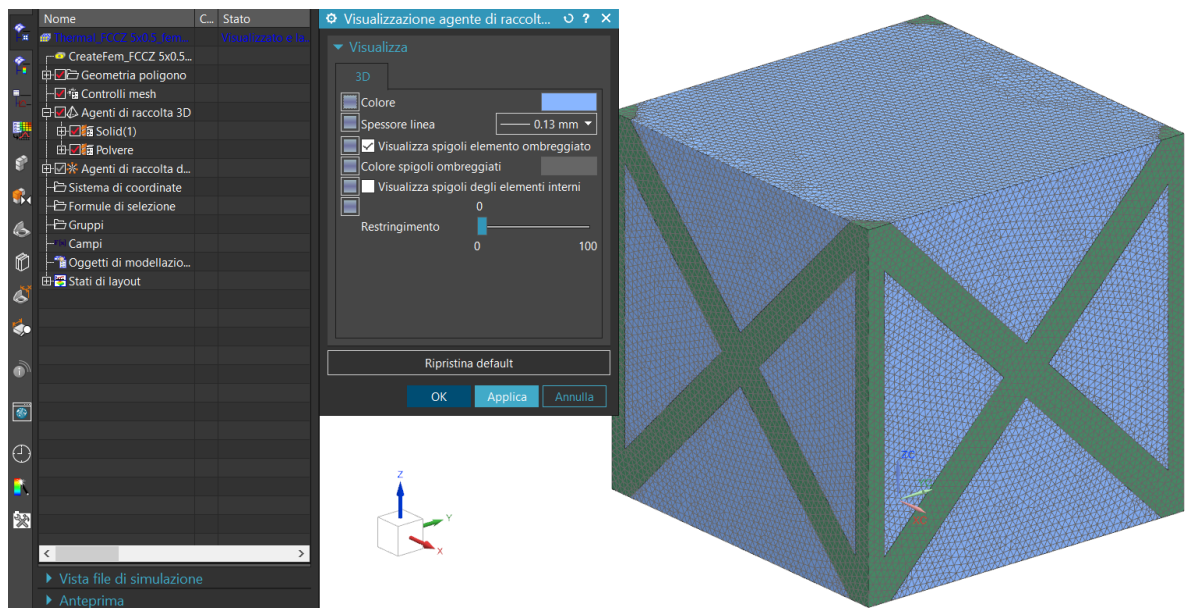 Nome C... Stato
Thermal_FCCZ 5x0.5_fem... Visualizzato e la...
CreateFem_FCCZ 5x0.5...
Geometria poligono
Controlli mesh
Agenti di raccolta 3D
Solid(1)
Polvere
Agenti di raccolta d...
Sistema di coordinate
Formule di selezione
Gruppi
Campi
Oggetti di modellazio...
Stati di layout
Vista file di simulazione
Anteprima
Visualizzazione agente di raccolt...
Visualizza
3D
Colore
Spessore linea 0.13 mm
Visualizza spigoli elemento ombreggiato
Colore spigoli ombreggiati
Visualizza spigoli degli elementi interni
0
Restringimento
0 100
Ripristina default
OK Applica Annulla
Z
Y
X
ZC
XC